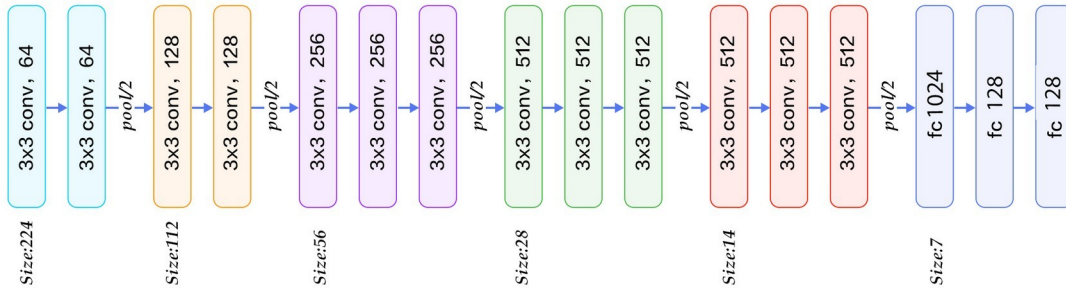 3x3 conv, 64
3x3 conv, 64
pool/2
3x3 conv, 128
3x3 conv, 128
pool/2
3x3 conv, 256
3x3 conv, 256
3x3 conv, 256
pool/2
3x3 conv, 512
3x3 conv, 512
3x3 conv, 512
pool/2
3x3 conv, 512
3x3 conv, 512
3x3 conv, 512
pool/2
fc1024
fc 128
fc 128
Size:224
Size:112
Size:56
Size:28
Size:14
Size:7